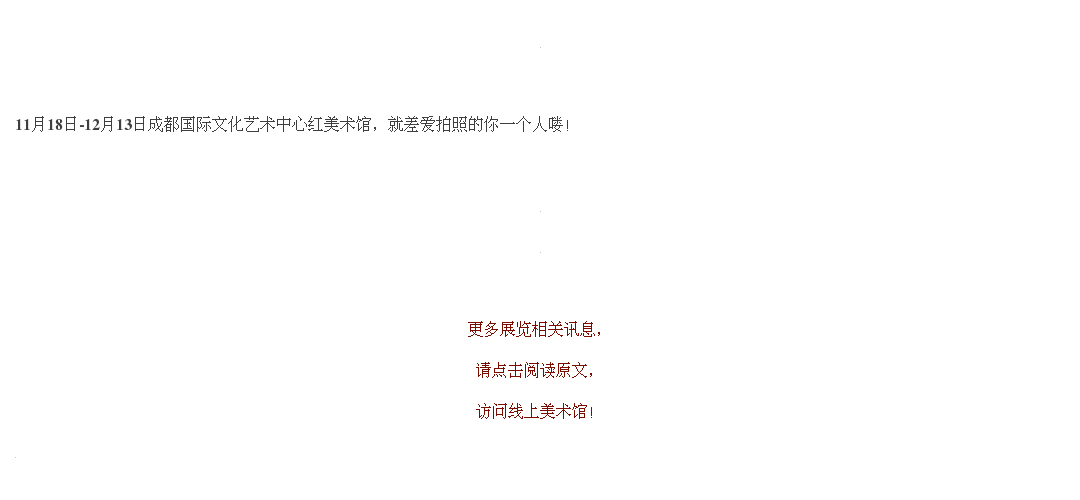 11月18日-12月13日成都国际文化艺术中心红美术馆，就差爱拍照的你一个人喽！
更多展览相关讯息，
请点击阅读原文，
访问线上美术馆！